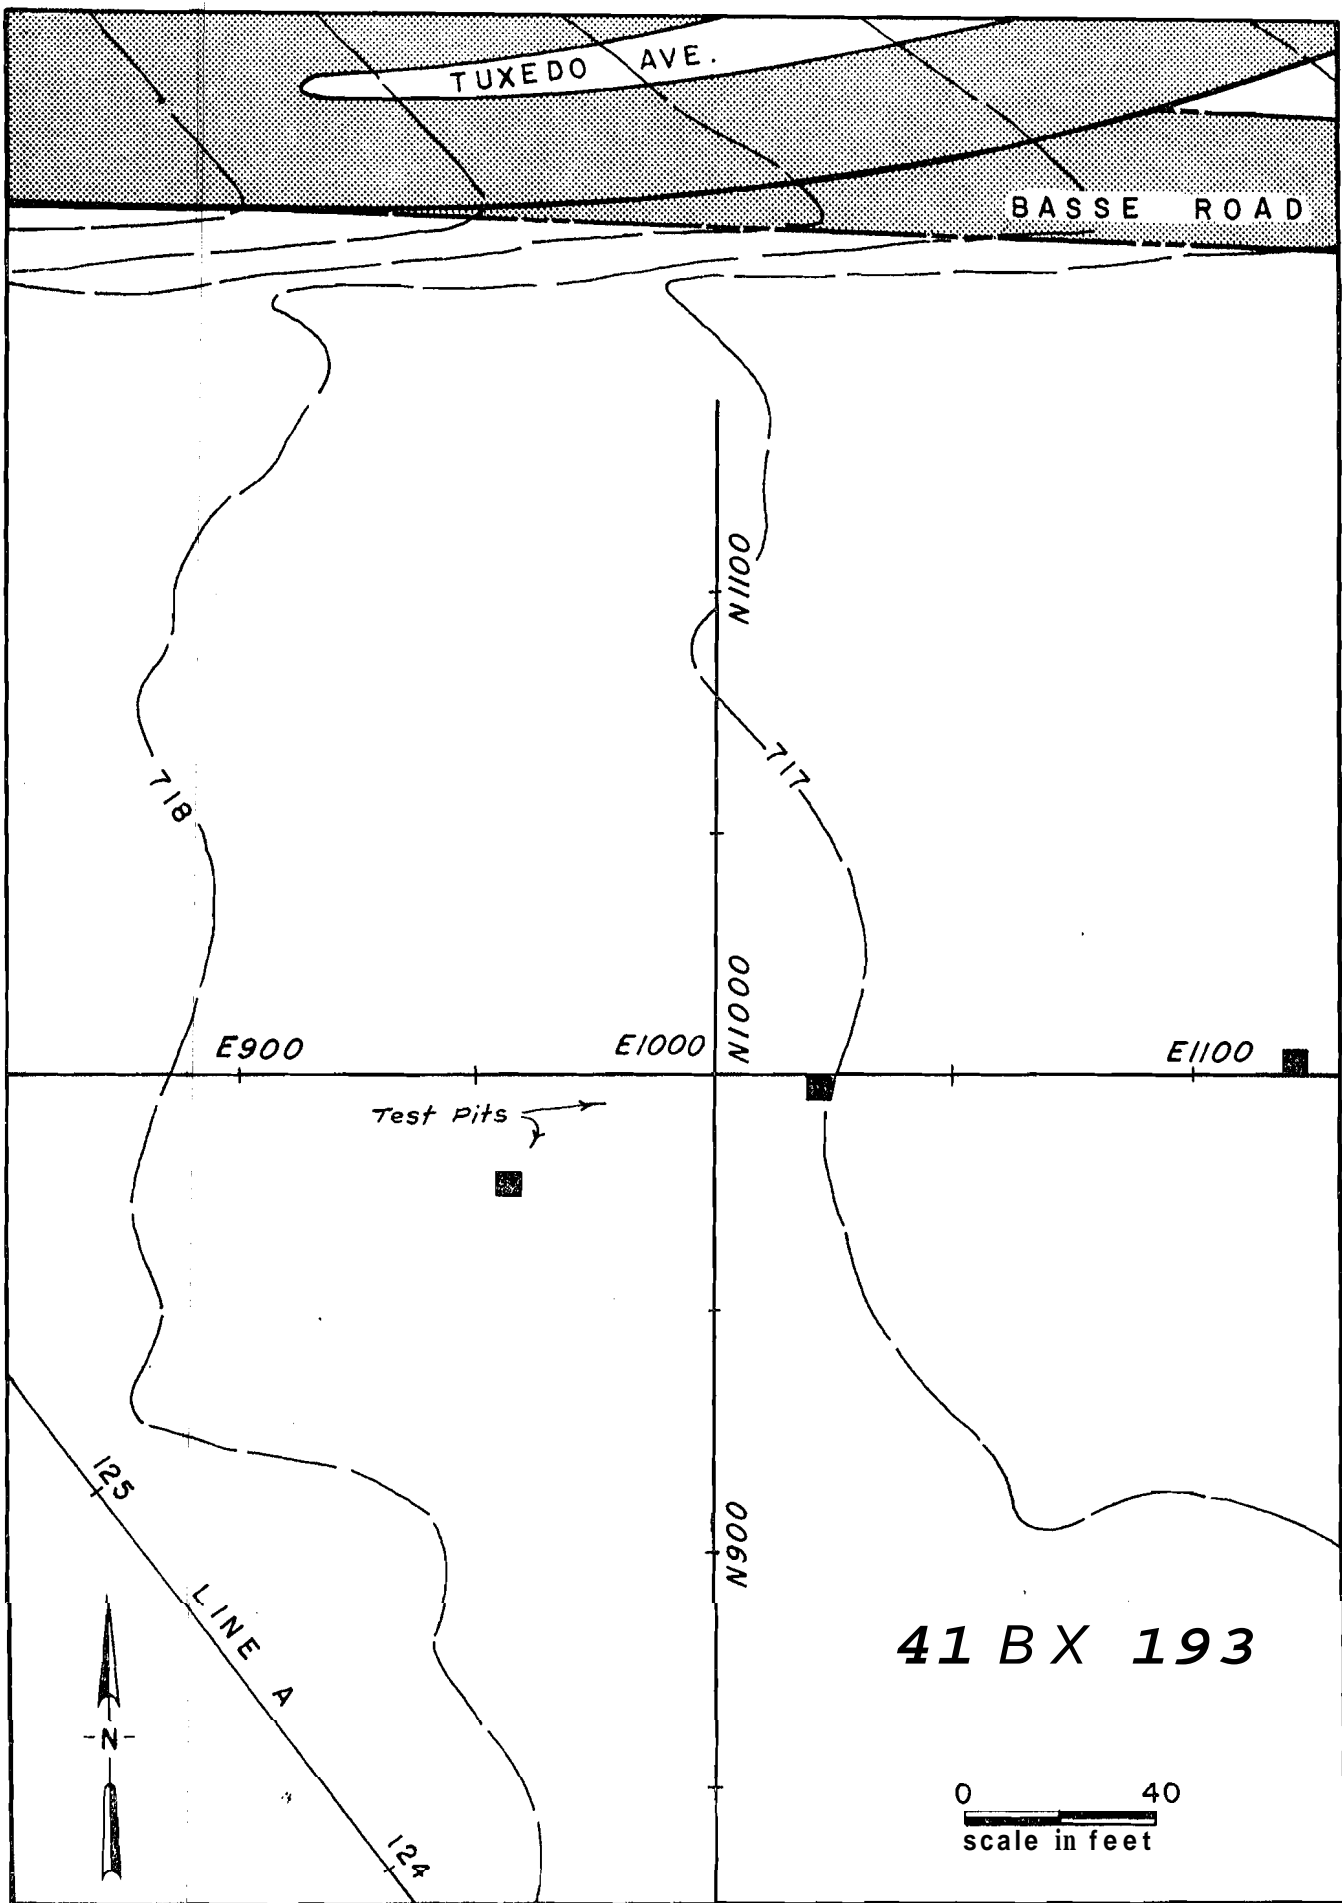 TUXEDO AVE.
BASSE ROAD
N1100
717
718
N1000
E900
E1000
E1100
Test Pits
125
N900
LINE A
41 BX 193
-N-
0 40
scale in feet
124